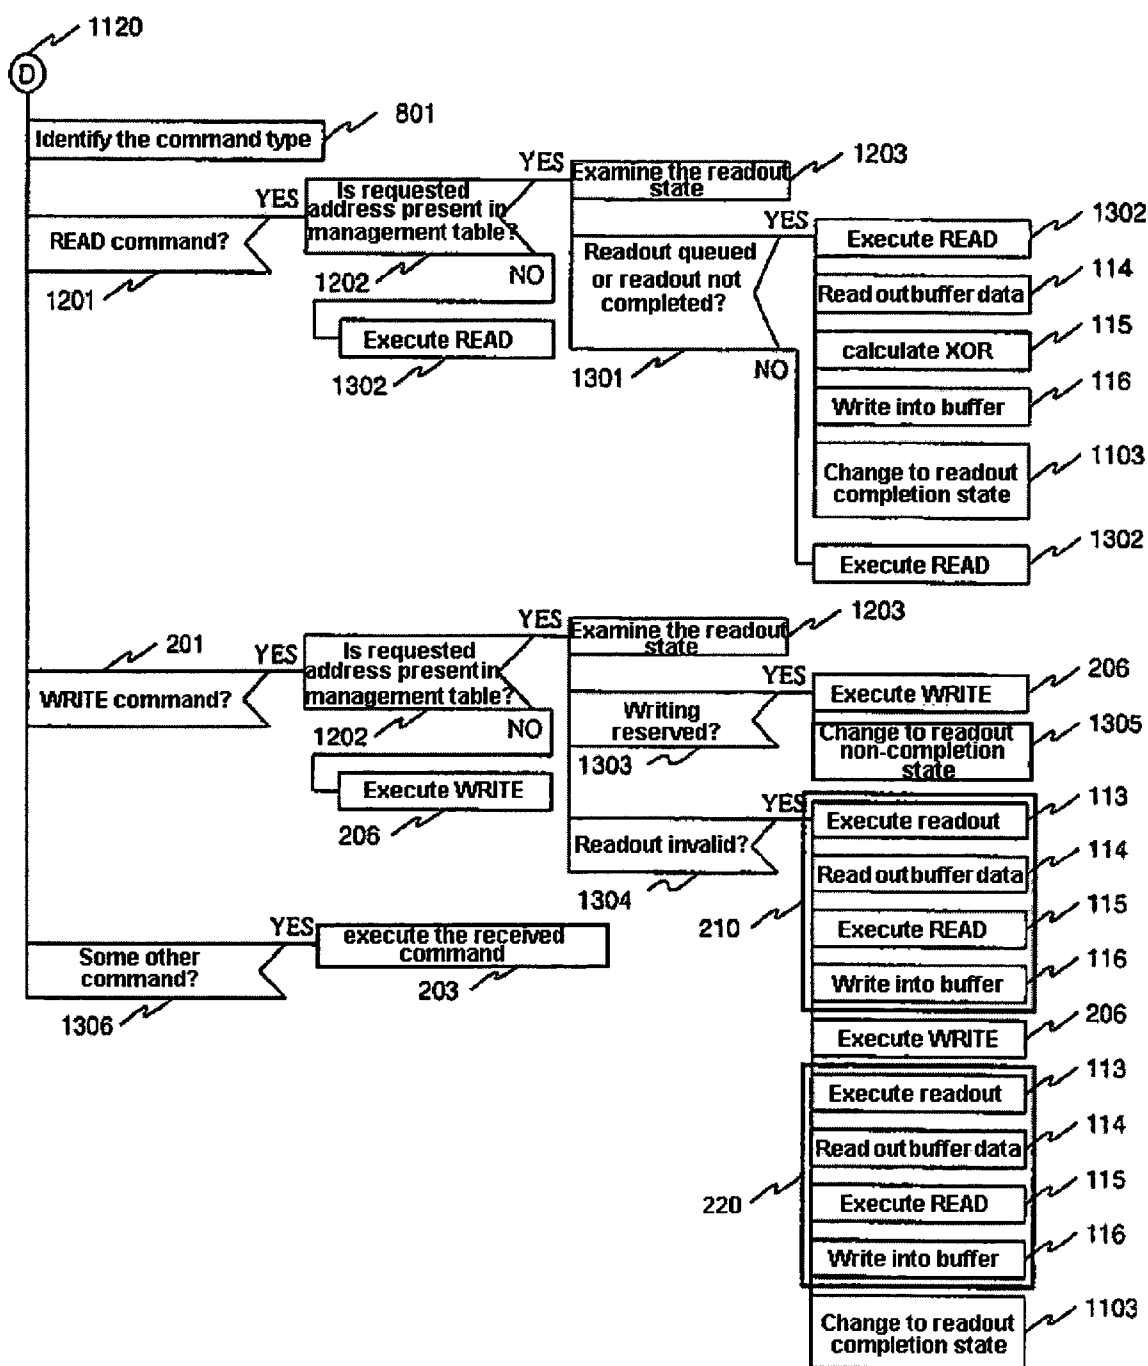 1120
D
Identify the command type
801
YES
READ command?
1201
YES
Is requested
address present in
management table?
1202
NO
Execute READ
1302
Examine the readout
state
1203
YES
Readout queued
or readout not
completed?
1301
NO
Execute READ
1302
Read out buffer data
114
calculate XOR
115
Write into buffer
116
Change to readout
completion state
1103
Execute READ
1302
201
YES
WRITE command?
YES
Is requested
address present in
management table?
1202
NO
Execute WRITE
206
Examine the readout
state
1203
YES
Writing
reserved?
1303
Execute WRITE
206
Change to readout
non-completion
state
1305
YES
Readout invalid?
1304
210
Execute readout
113
Read out buffer data
114
Execute READ
115
Write into buffer
116
Execute WRITE
206
220
Execute readout
113
Read out buffer data
114
Execute READ
115
Write into buffer
116
Change to readout
completion state
1103
YES
Some other
command?
1306
execute the received
command
203